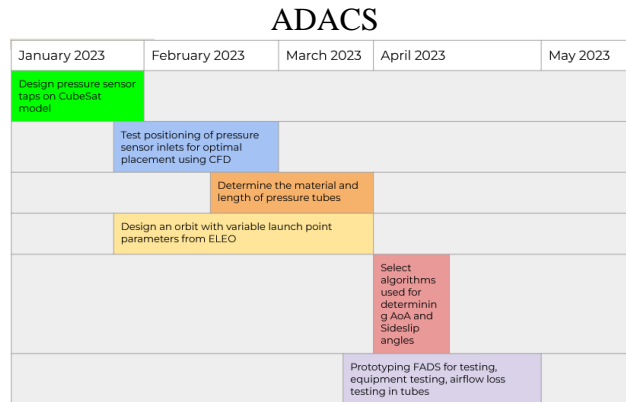 ADACS
January 2023 February 2023 March 2023 April 2023 May 2023
Design pressure sensor
taps on CubeSat
model
Test positioning of pressure
sensor inlets for optimal
placement using CFD
Determine the material and
length of pressure tubes
Design an orbit with variable launch point
parameters from ELEO
Select
algorithms
used for
determinin
g AoA and
Sideslip
angles
Prototyping FADS for testing,
equipment testing, airflow loss
testing in tubes